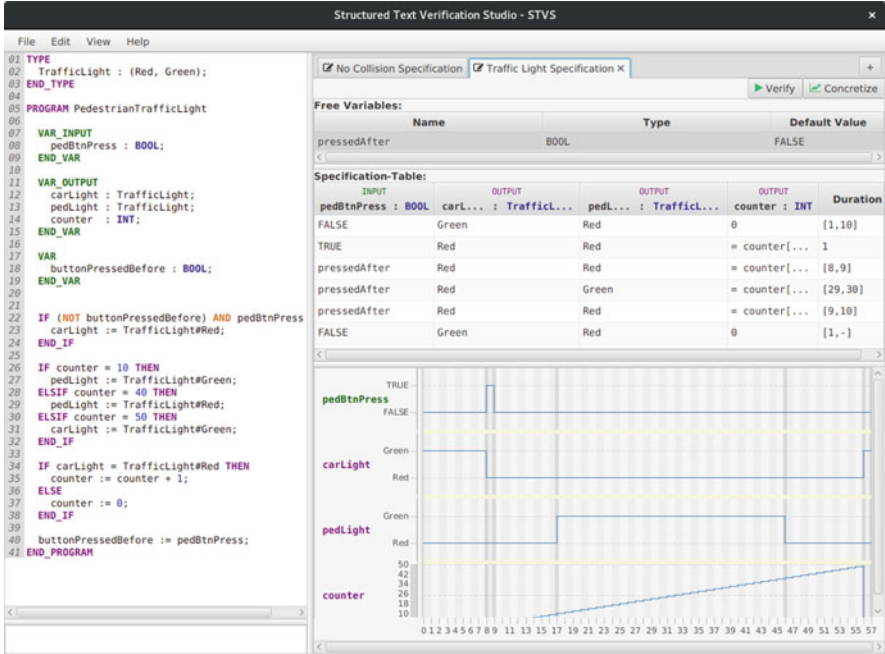 Structured Text Verification Studio - STVS ×
File Edit View Help
01 TYPE
02 TrafficLight : (Red, Green);
03 END_TYPE
04
05 PROGRAM PedestrianTrafficLight
06
07 VAR_INPUT
08 pedBtnPress : BOOL;
09 END_VAR
10
11 VAR_OUTPUT
12 carLight : TrafficLight;
13 pedLight : TrafficLight;
14 counter : INT;
15 END_VAR
16
17 VAR
18 buttonPressedBefore : BOOL;
19 END_VAR
20
21
22 IF (NOT buttonPressedBefore) AND pedBtnPress
23 carLight := TrafficLight#Red;
24 END_IF
25
26 IF counter = 10 THEN
27 pedLight := TrafficLight#Green;
28 ELSIF counter = 40 THEN
29 pedLight := TrafficLight#Red;
30 ELSIF counter = 50 THEN
31 carLight := TrafficLight#Green;
32 END_IF
33
34 IF carLight = TrafficLight#Red THEN
35 counter := counter + 1;
36 ELSE
37 counter := 0;
38 END_IF
39
40 buttonPressedBefore := pedBtnPress;
41 END_PROGRAM
No Collision Specification Traffic Light Specification × +
Verify Concretize
Free Variables:
Name Type Default Value
pressedAfter BOOL FALSE
Specification-Table:
INPUT OUTPUT OUTPUT OUTPUT
pedBtnPress : BOOL carL... : TrafficL... pedL... : TrafficL... counter : INT Duration
FALSE Green Red 0 [1,10]
TRUE Red Red = counter[... 1
pressedAfter Red Red = counter[... [8,9]
pressedAfter Red Green = counter[... [29,30]
pressedAfter Red Red = counter[... [9,10]
FALSE Green Red 0 [1,-]
TRUE
pedBtnPress
FALSE
Green
carLight
Red
Green
pedLight
Red
50
42
34
counter
26
18
10
0 1 2 3 4 5 6 7 8 9 11 13 15 17 19 21 23 25 27 29 31 33 35 37 39 41 43 45 47 49 51 53 55 57